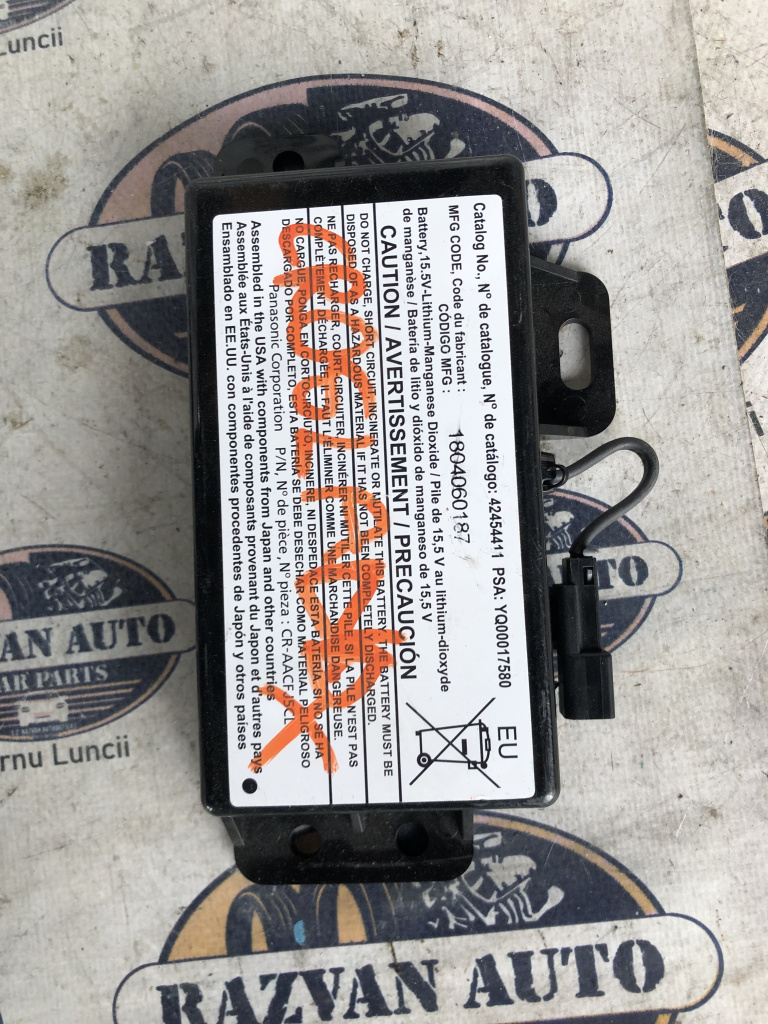 Catalog No., N° de catalogue, N° de catálogo: 42454411 PSA: YQ00017580
MFG CODE, Code du fabricant :
CÓDIGO MFG :
1804060187
Battery,15.5V-Lithium-Manganese Dioxide / Pile de 15,5 V au lithium-dioxyde
de manganèse / Bateria de litio y dióxido de manganeso de 15,5 V
EU
CAUTION / AVERTISSEMENT / PRECAUCIÓN
DO NOT CHARGE, SHORT CIRCUIT, INCINERATE OR MUTILATE THIS BATTERY. THE BATTERY MUST BE
DISPOSED OF AS A HAZARDOUS MATERIAL IF IT HAS NOT BEEN COMPLETELY DISCHARGED.
NE PAS RECHARGER, COURT-CIRCUITER, INCINÉRER NI MUTILER CETTE PILE. SI LA PILE N'EST PAS
COMPLÈTEMENT DÉCHARGÉE, IL FAUT L'ÉLIMINER COMME UNE MARCHANDISE DANGEREUSE.
NO CARGUE, PONGA EN CORTOCIRCUITO, INCINERE, NI DESPEDACE ESTA BATERÍA. SI NO SE HA
DESCARGADO POR COMPLETO, ESTA BATERÍA SE DEBE DESECHAR COMO MATERIAL PELIGROSO
Panasonic Corporation P/N, N° de pièce, N° pieza :
Assembled in the USA with components from Japan and other countries
Assemblée aux États-Unis à l'aide de composants provenant du Japon et d'autres pays
Ensamblado en EE.UU. con componentes procedentes de Japón y otros países
Luncii
RAZ
VAN AUTO
AR PARTS
rnu Luncii
RAZVAN AUTO